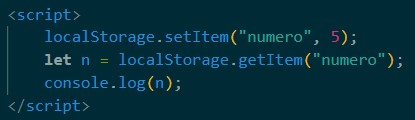 <script>
localStorage.setItem("numero", 5);
let n = localStorage.getItem("numero");
console.log(n);
</script>